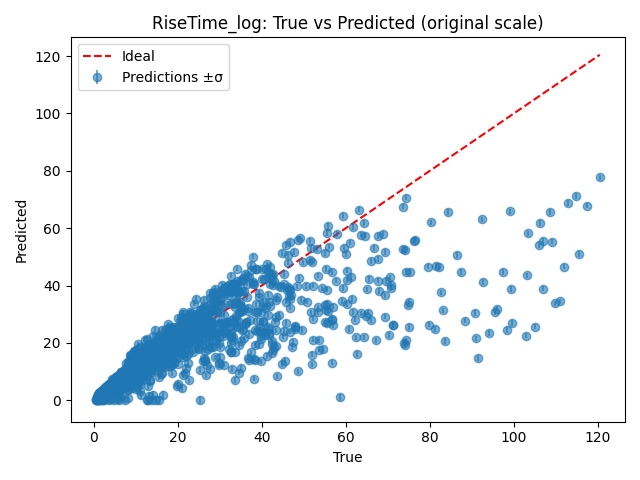 RiseTime_log: True vs Predicted (original scale)
Ideal
Predictions ±σ
120
100
80
60
40
20
0
Predicted
0 20 40 60 80 100 120
True